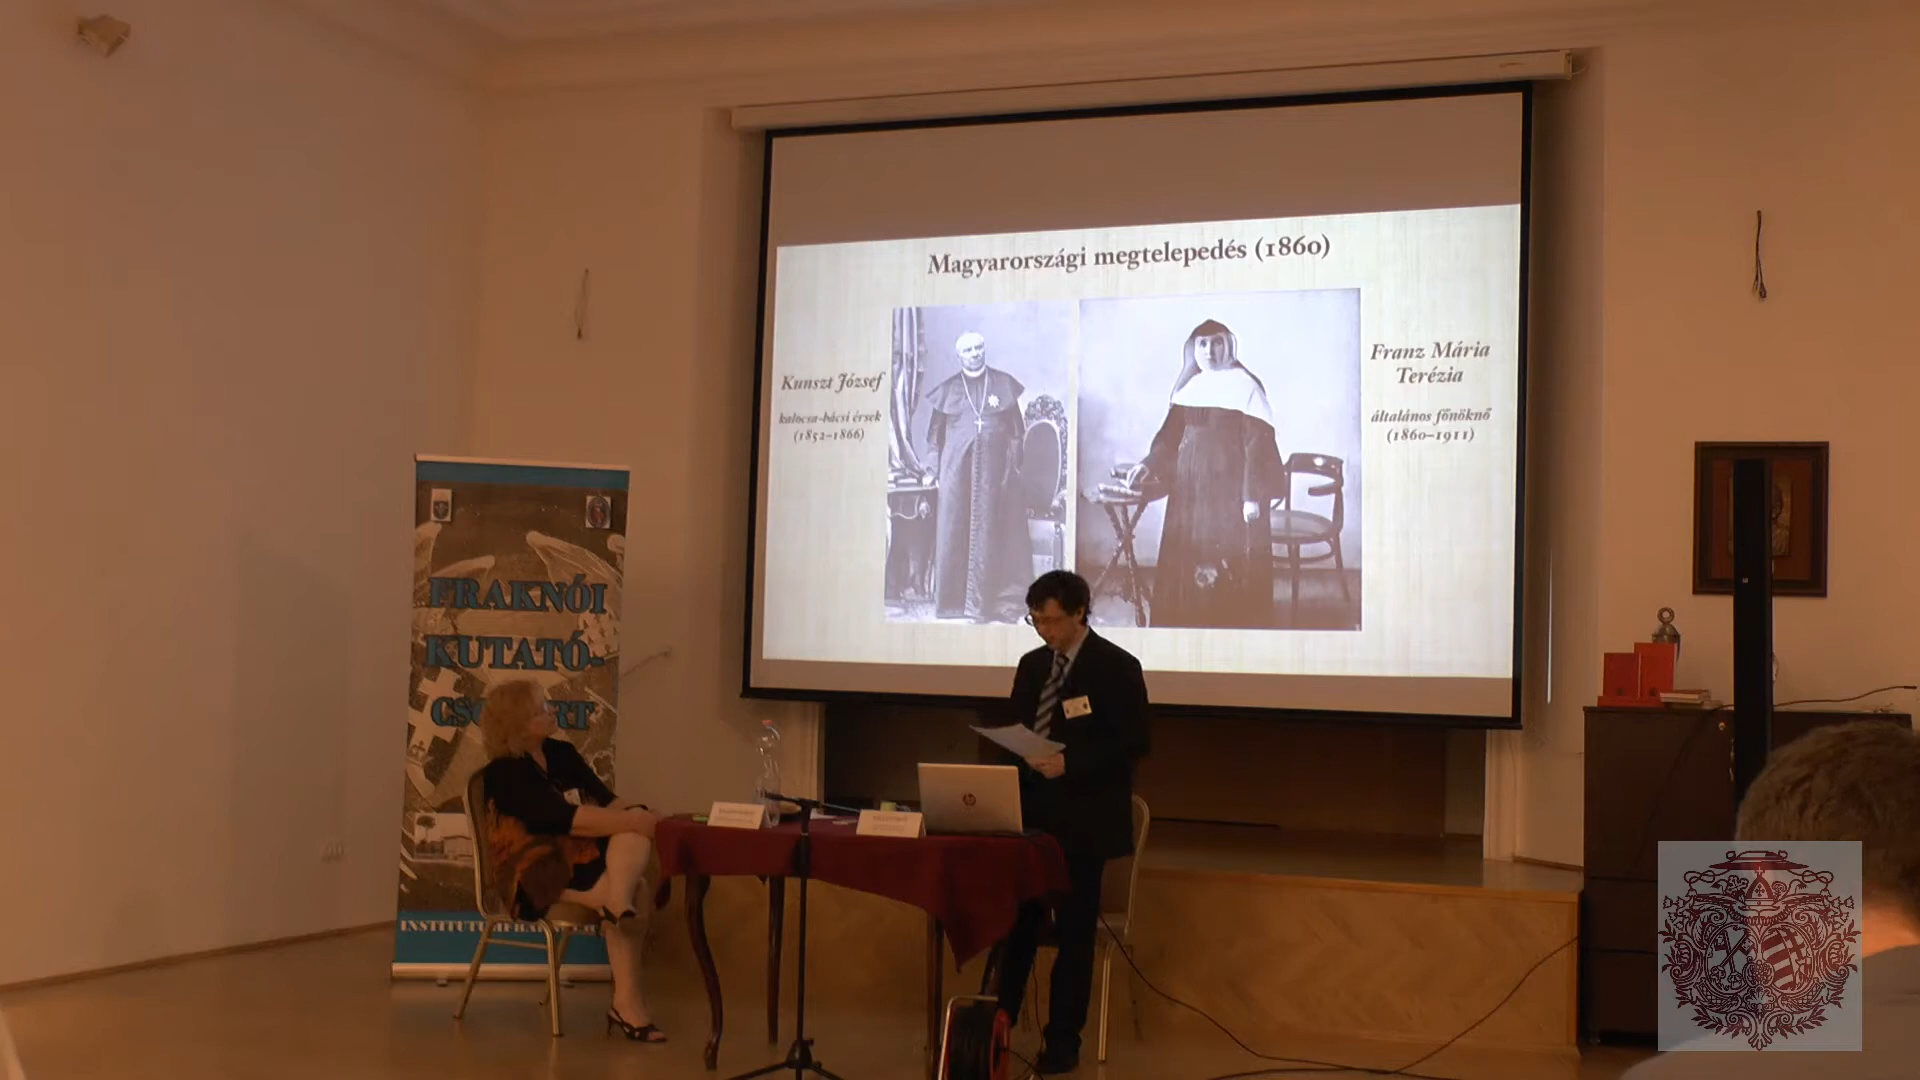 Magyarországi megtelepedés (1860)
Kunszt József
kalocsa-bácsi érsek
(1852–1866)
Franz Mária
Terézia
általános főnöknő
(1860–1911)
FRAKNÓI
KUTATÓ-
hp